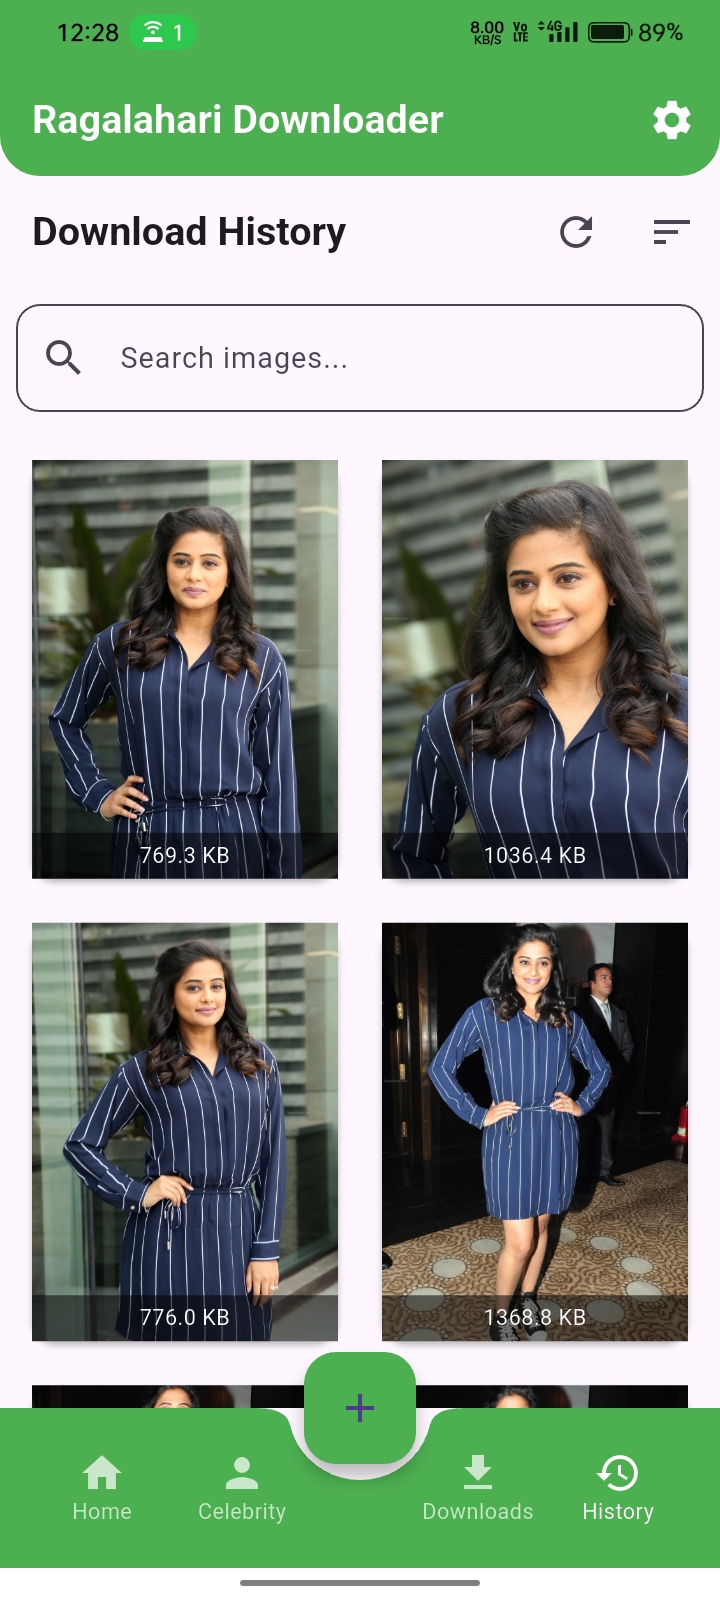 12:28 1 8.00 KB/S Vo LTE 4G 89%
Ragalahari Downloader
Download History
Search images...
769.3 KB 1036.4 KB
776.0 KB 1368.8 KB
Home Celebrity Downloads History